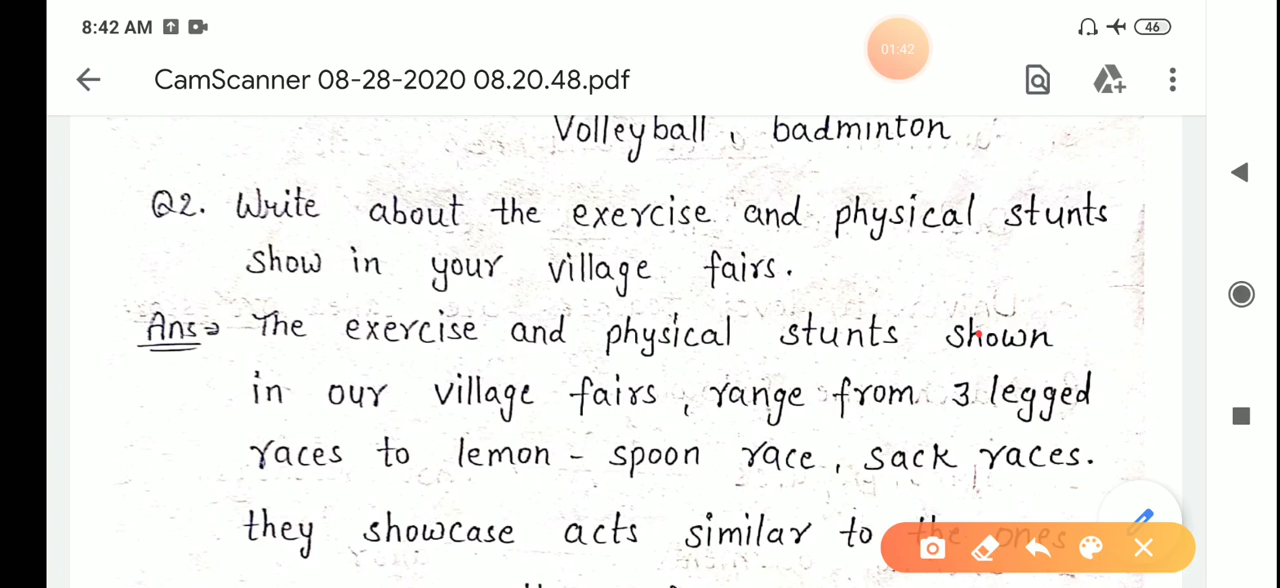 8:42 AM
46
01:42
CamScanner 08-28-2020 08.20.48.pdf
Volleyball, badminton
Q2. Write about the exercise and physical stunts
show in your village fairs.
Ans→ The exercise and physical stunts shown
in our village fairs, range from 3 legged
races to lemon - spoon race, sack races.
they showcase acts similar to the ones